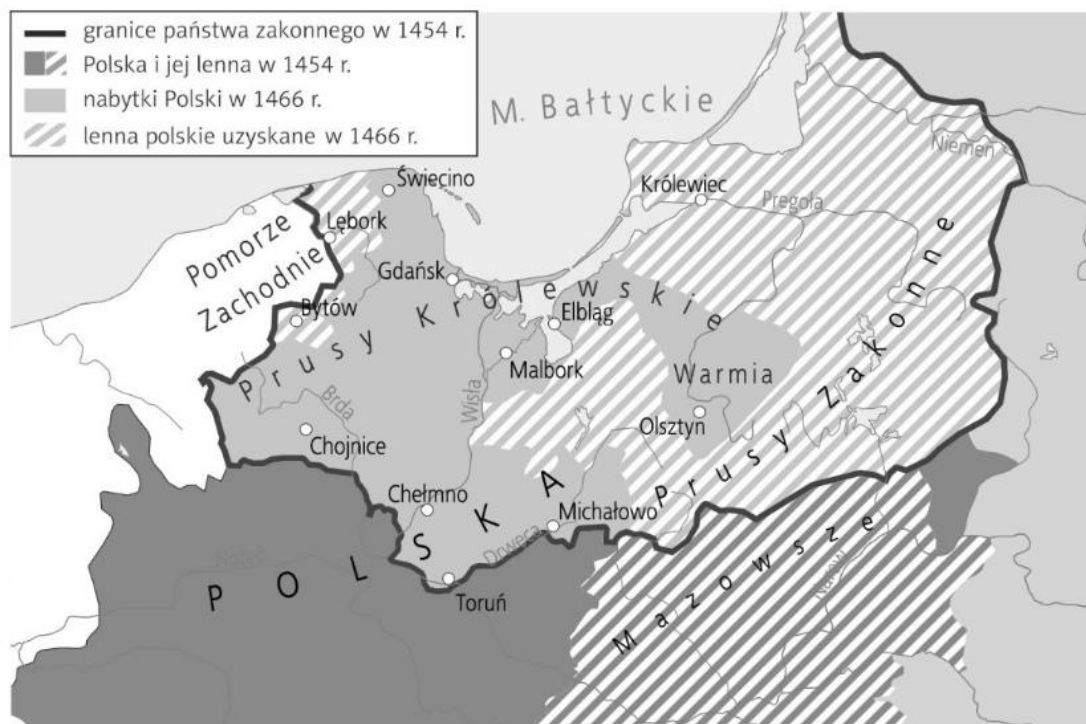 granice państwa zakonnego w 1454 r.
Polska i jej lenna w 1454 r.
nabytki Polski w 1466 r.
lenna polskie uzyskane w 1466 r.
M. Bałtyckie
Niemen
Świecino
Królewiec
Pregoła
Lębork
Pomorze
Zachodnie
Gdańsk
Bytów
Elbląg
Prusy Królewskie
Malbork
Warmia
Prusy Zakonne
Wisła
Brda
Olsztyn
Chojnice
Chełmno
Michałowo
Drwęca
POLSKA
Noteć
Toruń
Mazowsze
Narew